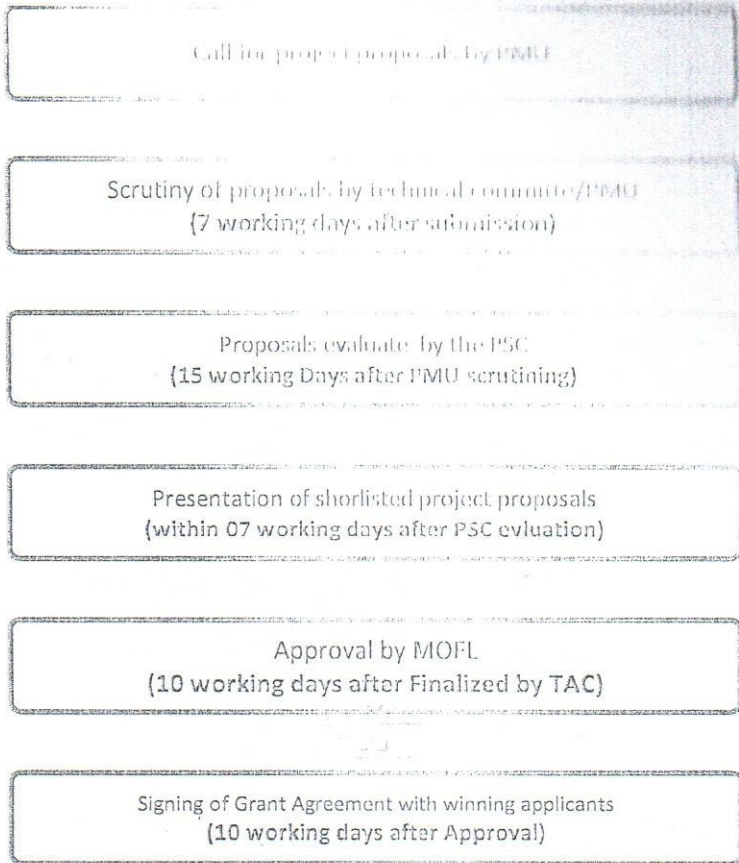 Call for project proposals by PMU
Scrutiny of proposals by technical committe/PMU
(7 working days after submission)
Proposals evaluate by the PSC
(15 working Days after PMU scrutining)
Presentation of shorlisted project proposals
(within 07 working days after PSC evluation)
Approval by MOFL
(10 working days after Finalized by TAC)
Signing of Grant Agreement with winning applicants
(10 working days after Approval)